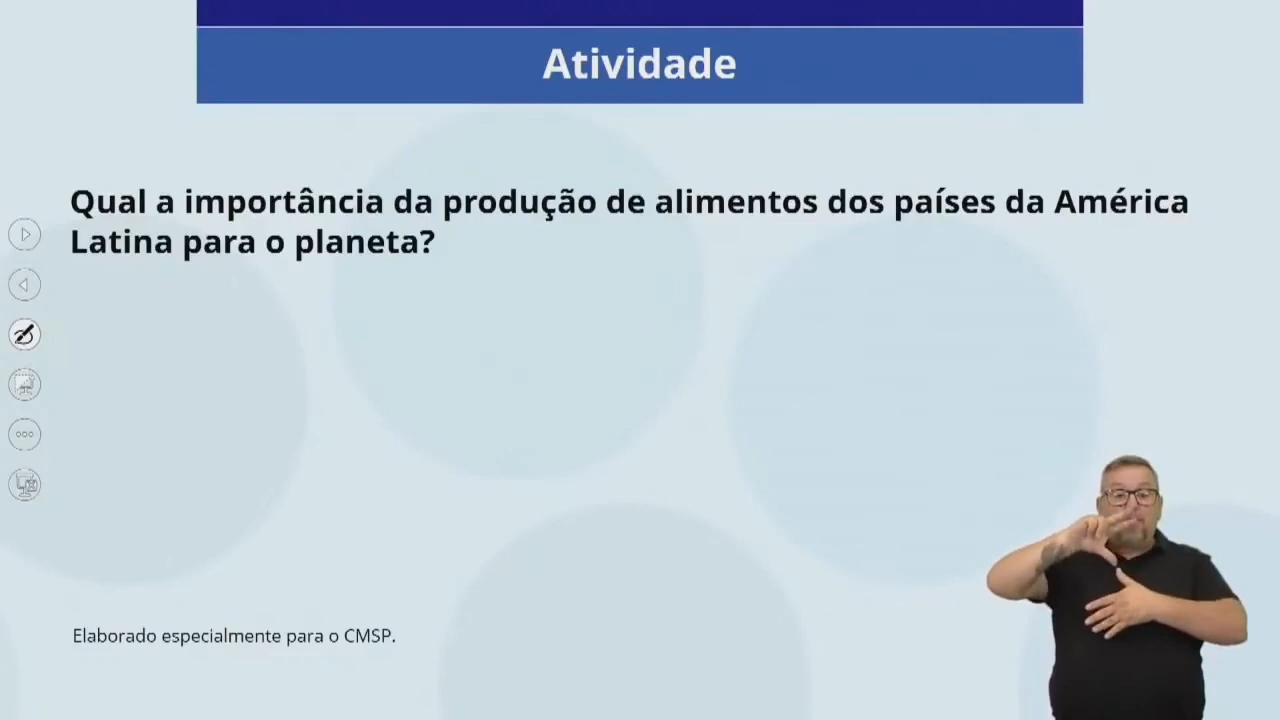 Atividade
Qual a importância da produção de alimentos dos países da América
Latina para o planeta?
Elaborado especialmente para o CMSP.